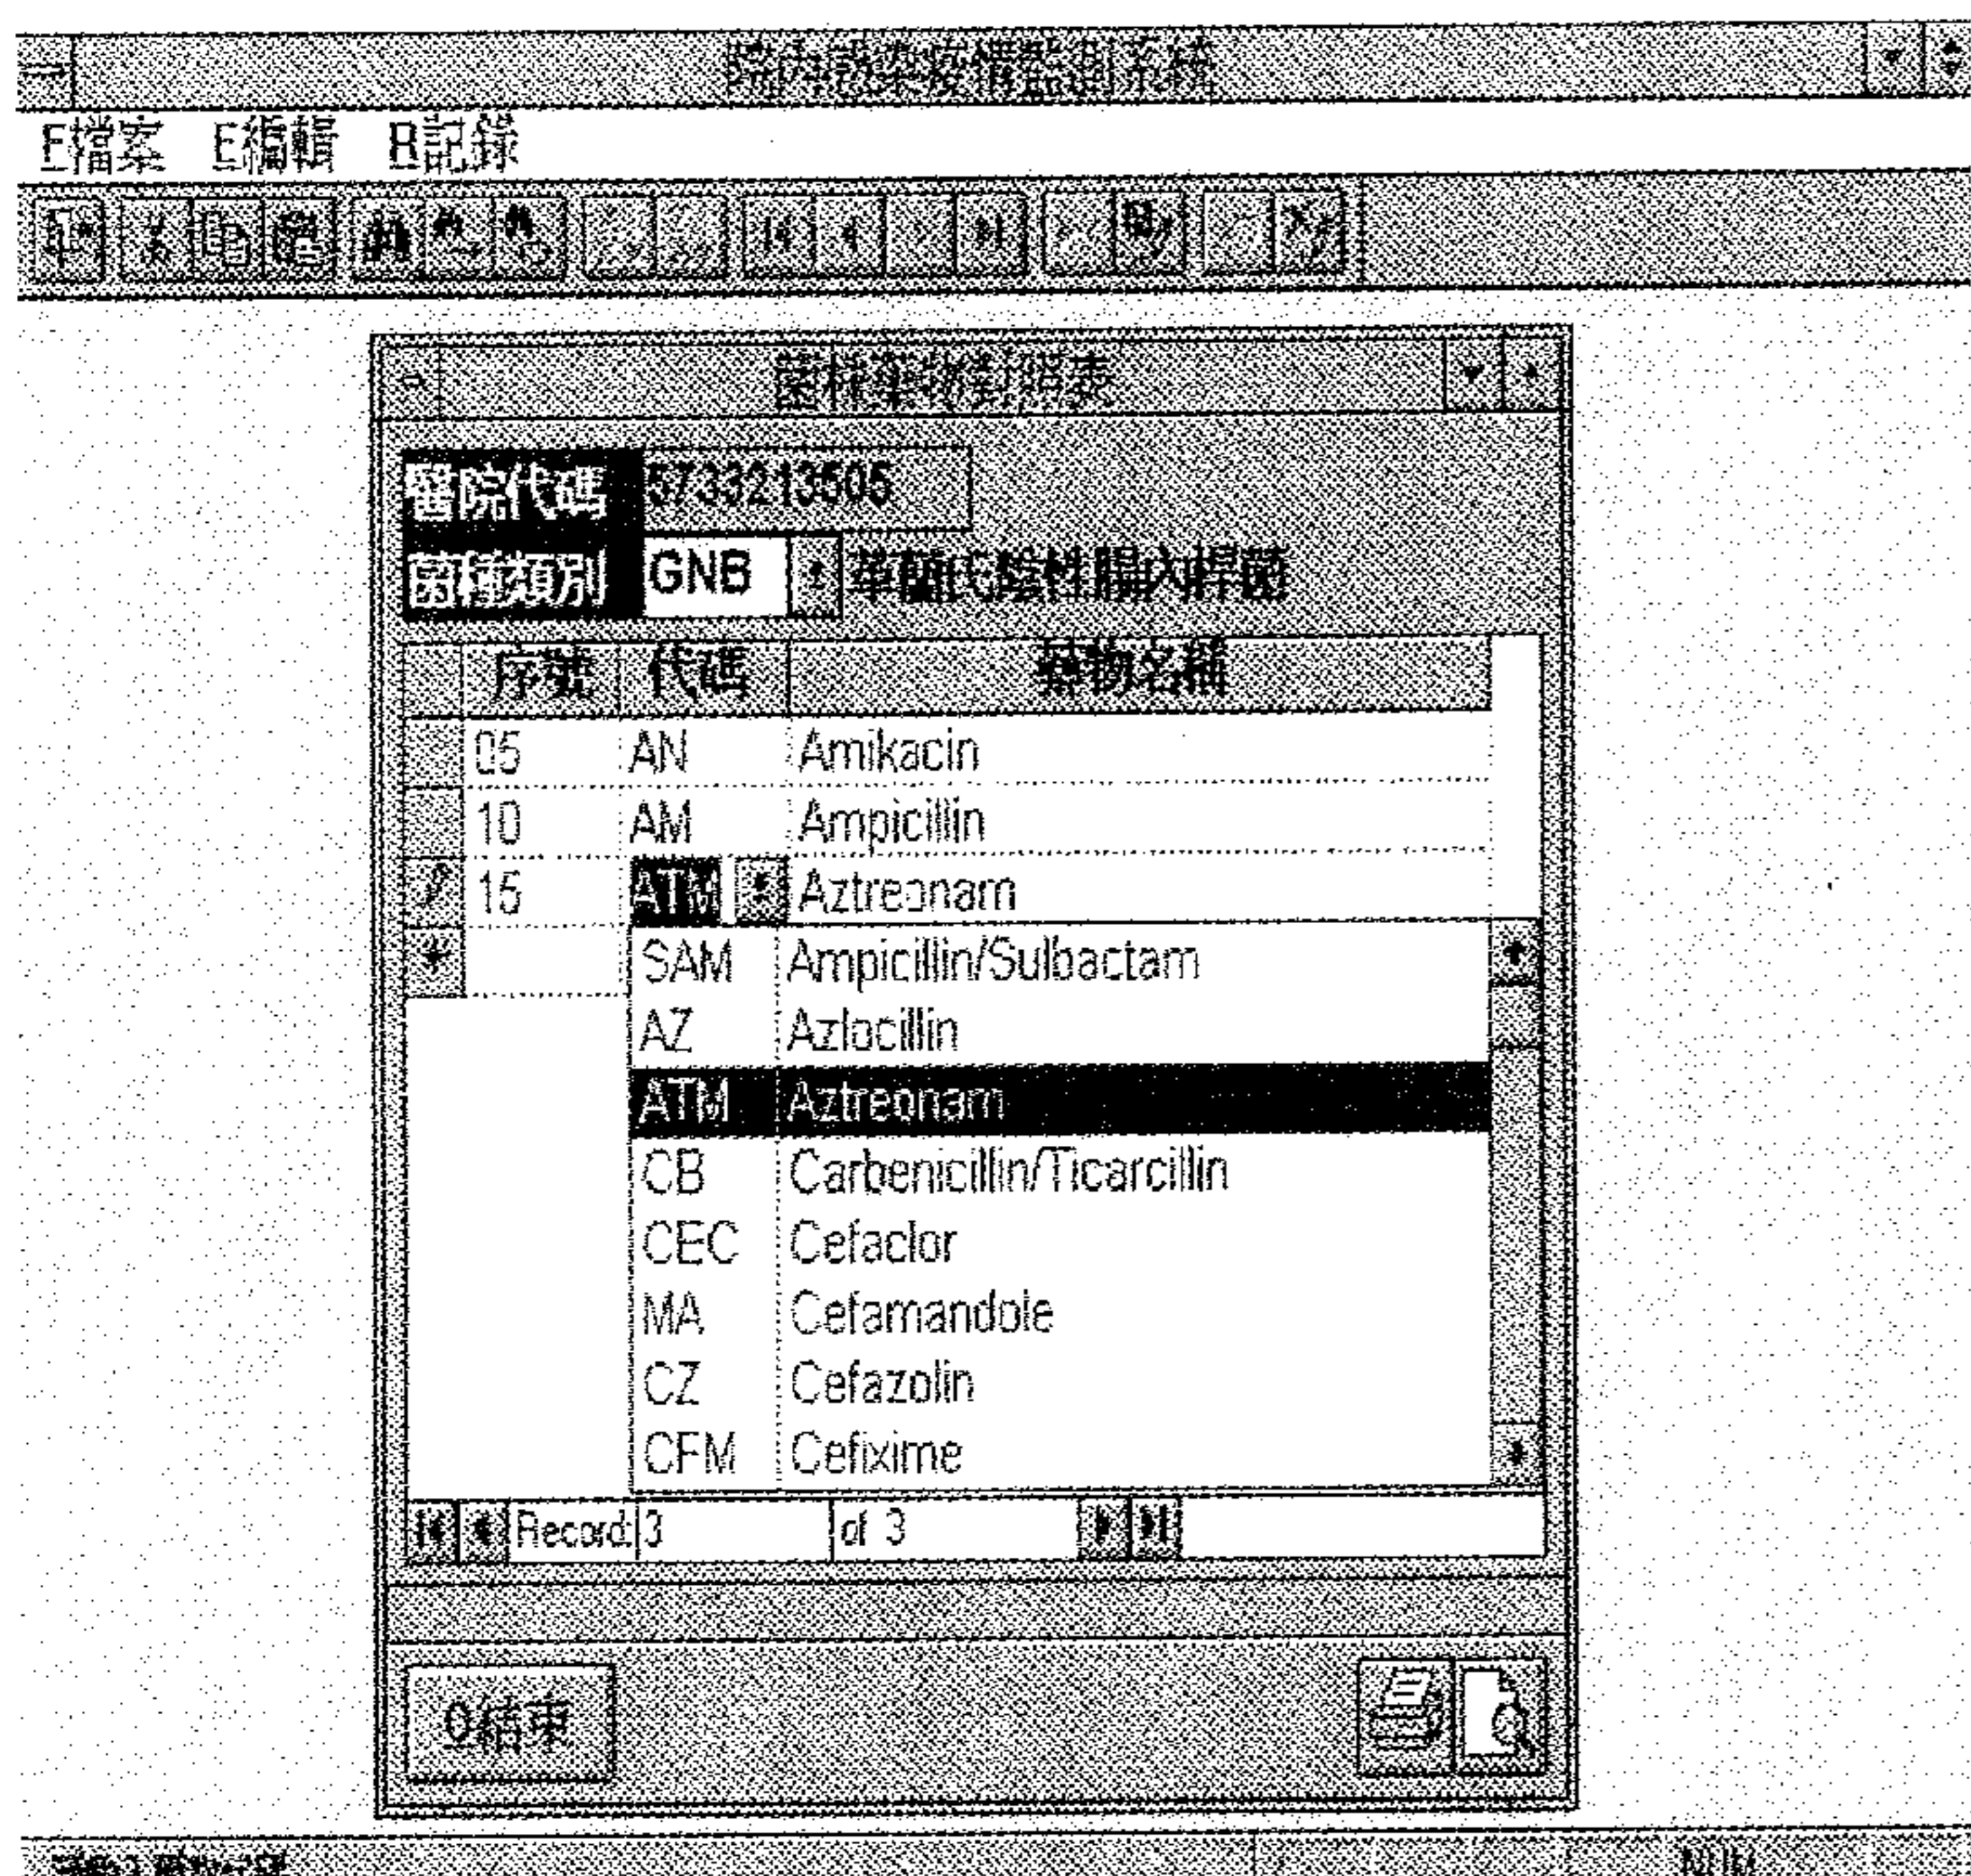 院內感染疫情監測系統
F檔案 E編輯 R記錄
菌種藥物對照表
醫院代碼 5733213505
菌種類別 GNB 革蘭氏陰性腸內桿菌
序號 代碼 藥物名稱
05 AN Amikacin
10 AM Ampicillin
15 ATM Aztreonam
SAM Ampicillin/Sulbactam
AZ Azlocillin
ATM Aztreonam
CB Carbenicillin/Ticarcillin
CEC Cefaclor
MA Cefamandole
CZ Cefazolin
CFM Cefixime
Record: 3 of 3
Q結束
NUM